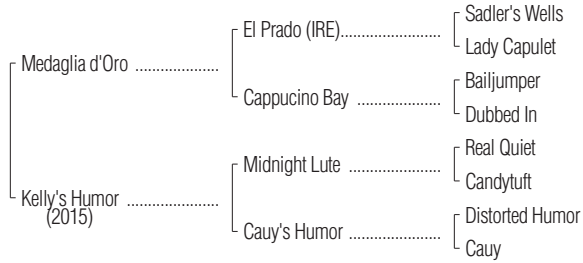 Sadler's Wells
El Prado (IRE)
Lady Capulet
Medaglia d'Oro
Bailjumper
Cappucino Bay
Dubbed In
Real Quiet
Midnight Lute
Candytuft
Kelly's Humor
(2015)
Distorted Humor
Cauy's Humor
Cauy